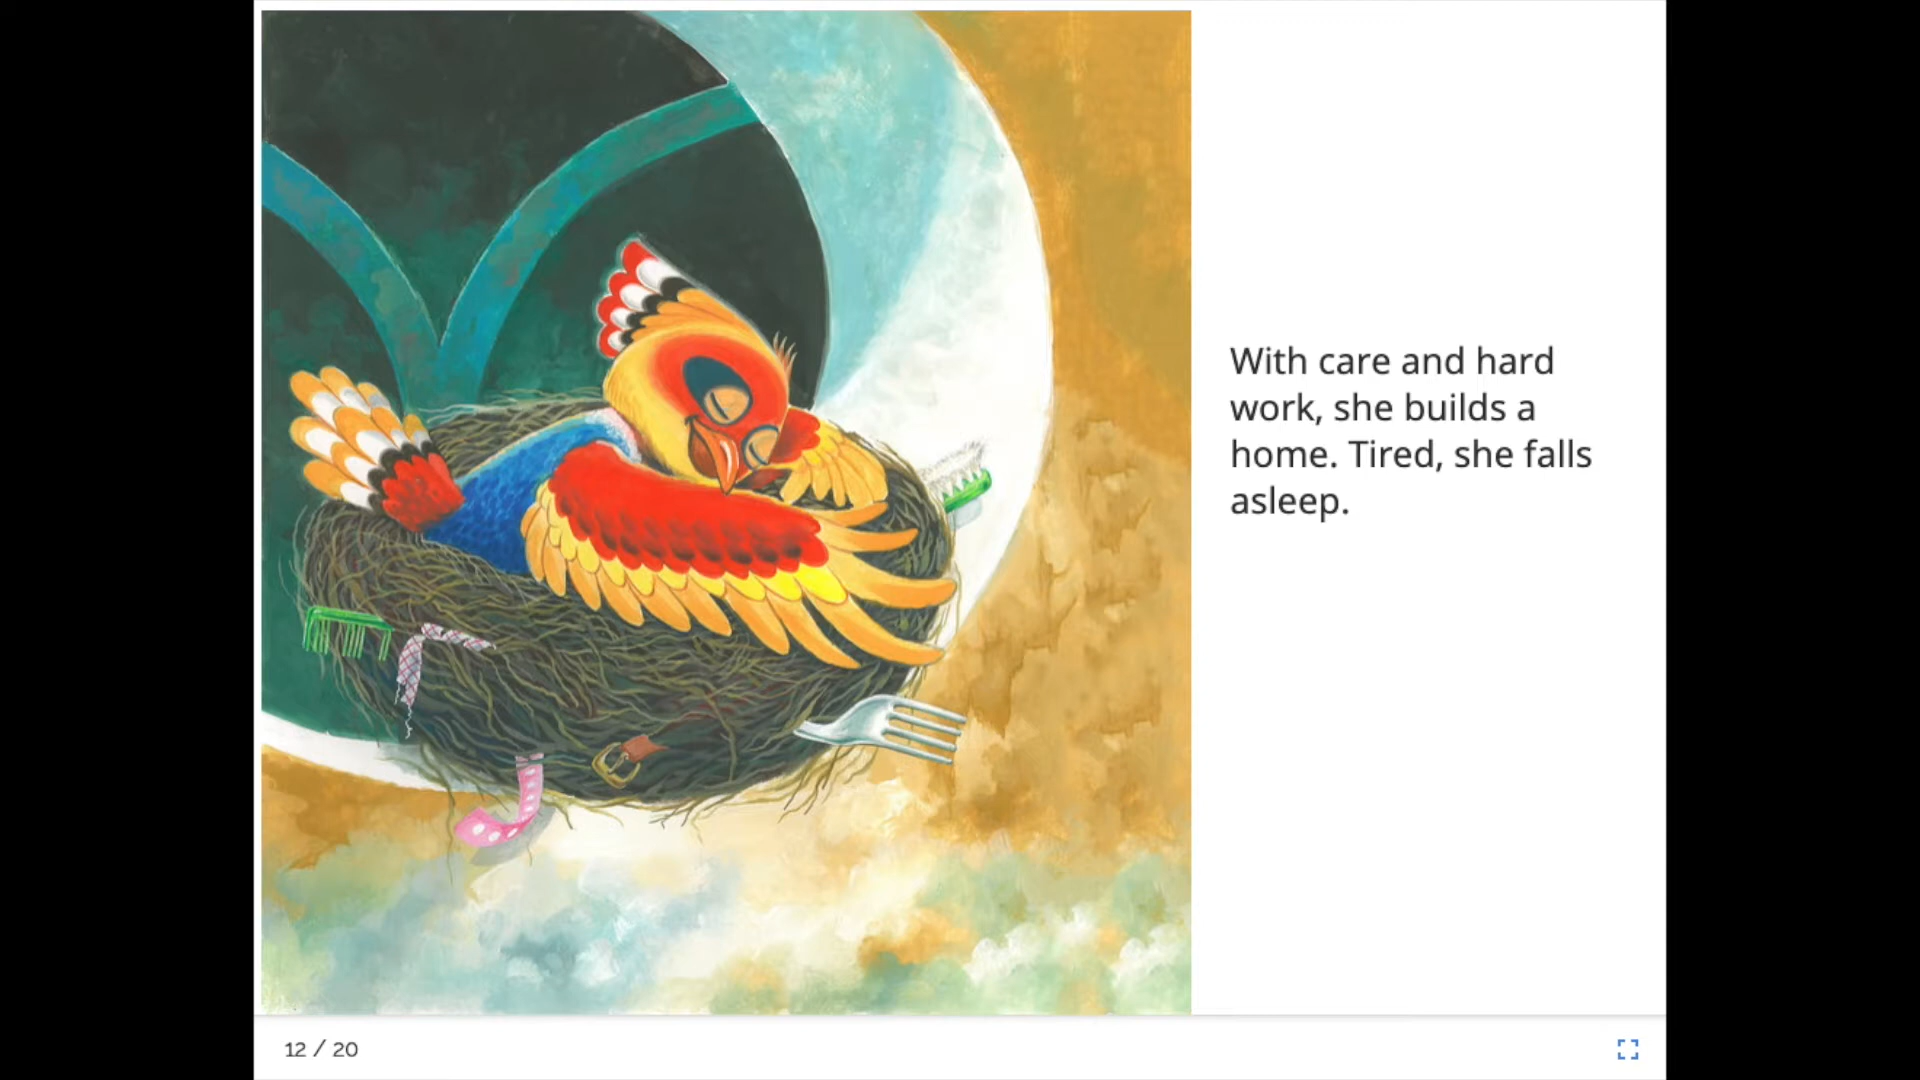 With care and hard
work, she builds a
home. Tired, she falls
asleep.
12 / 20